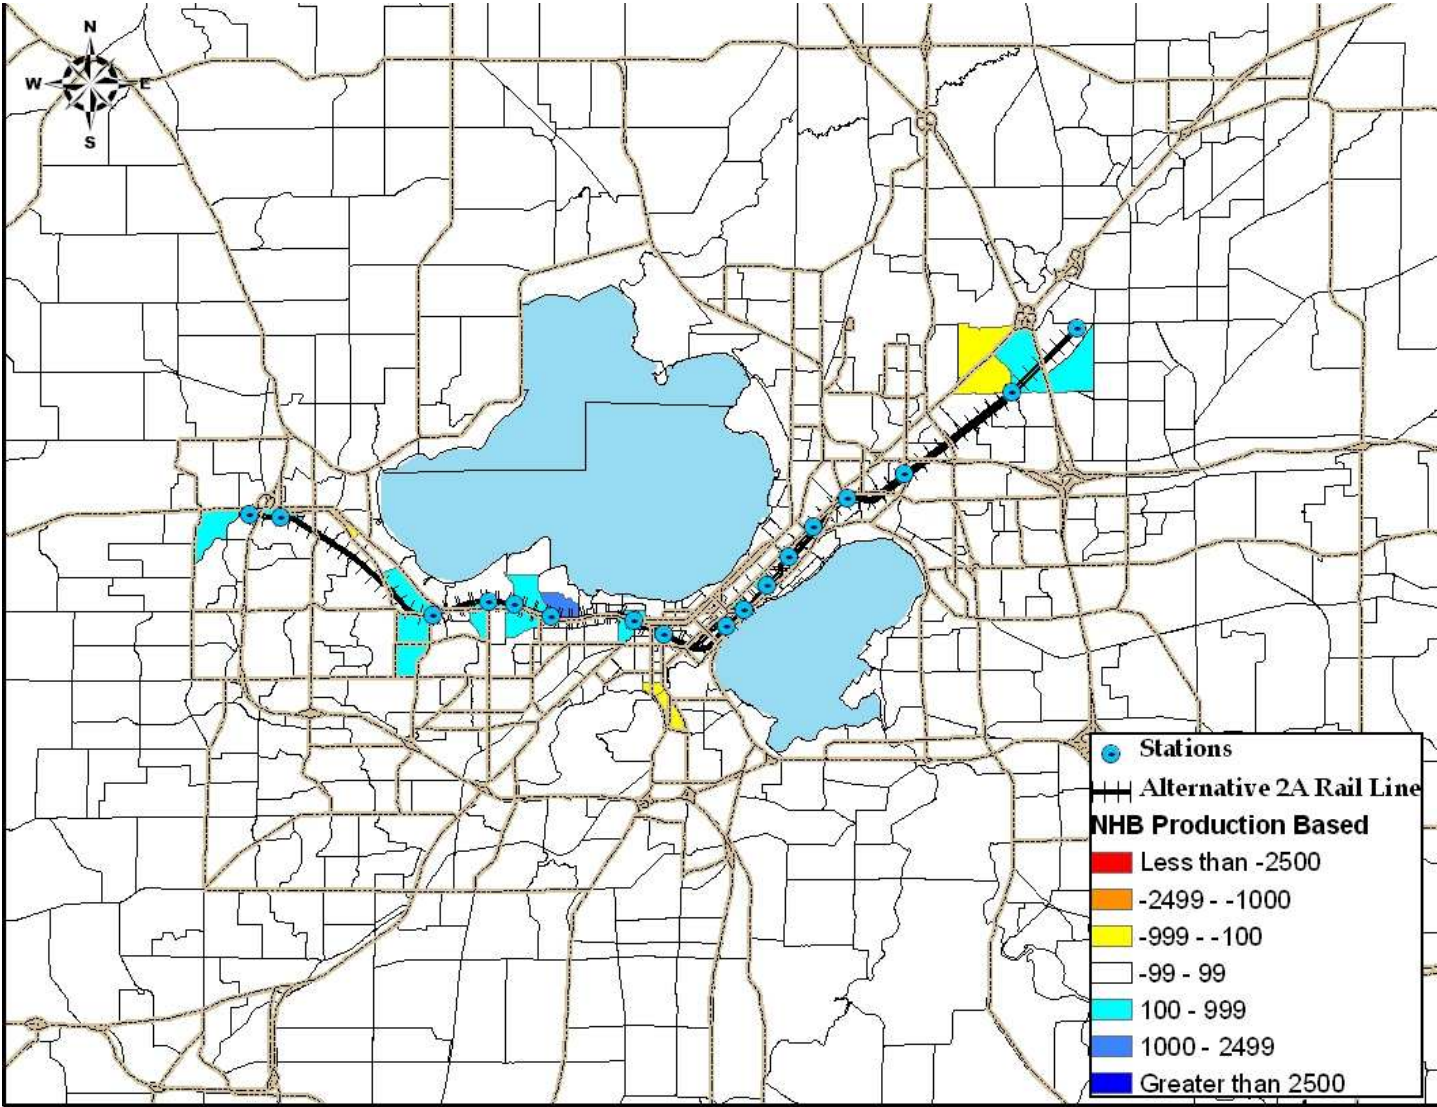 N
W E
S
Stations
Alternative 2A Rail Line
NHB Production Based
Less than -2500
-2499 - -1000
-999 - -100
-99 - 99
100 - 999
1000 - 2499
Greater than 2500